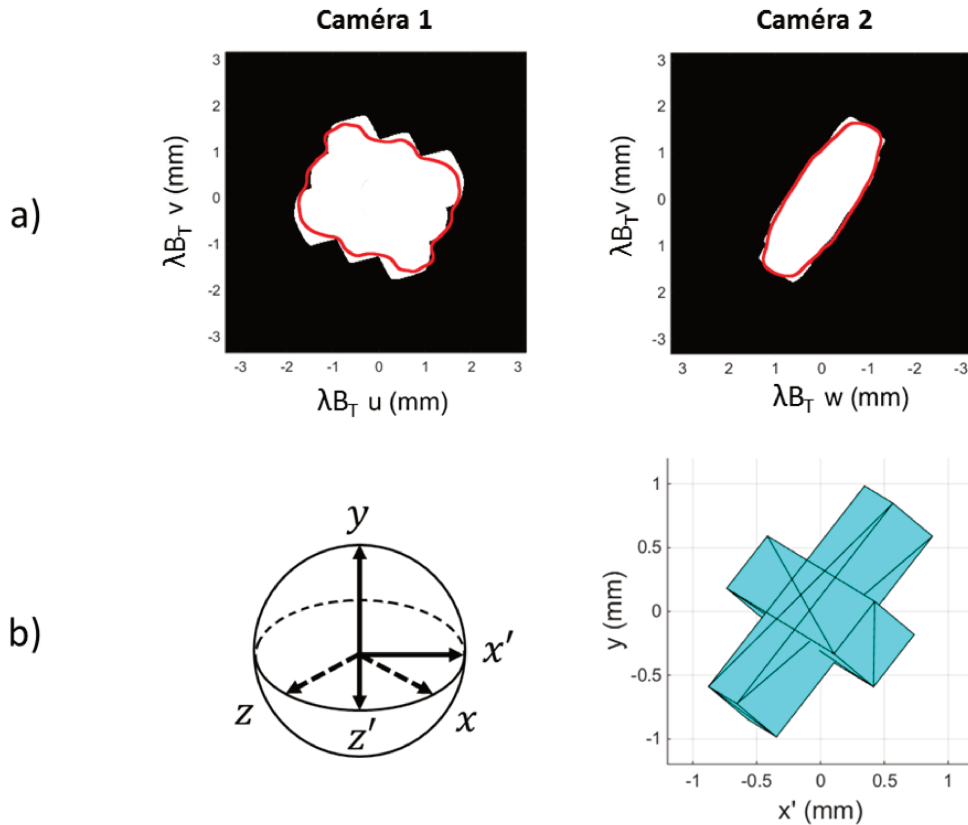 Caméra 1
Caméra 2
a)
λB_T v (mm)
3
2
1
0
-1
-2
-3
-3 -2 -1 0 1 2 3
λB_T u (mm)
λB_T v (mm)
3
2
1
0
1
2
-3
3 2 1 0 -1 -2 -3
λB_T w (mm)
b)
y
x'
z
z'
x
y (mm)
1
0.5
0
-0.5
-1
-1 -0.5 0 0.5 1
x' (mm)